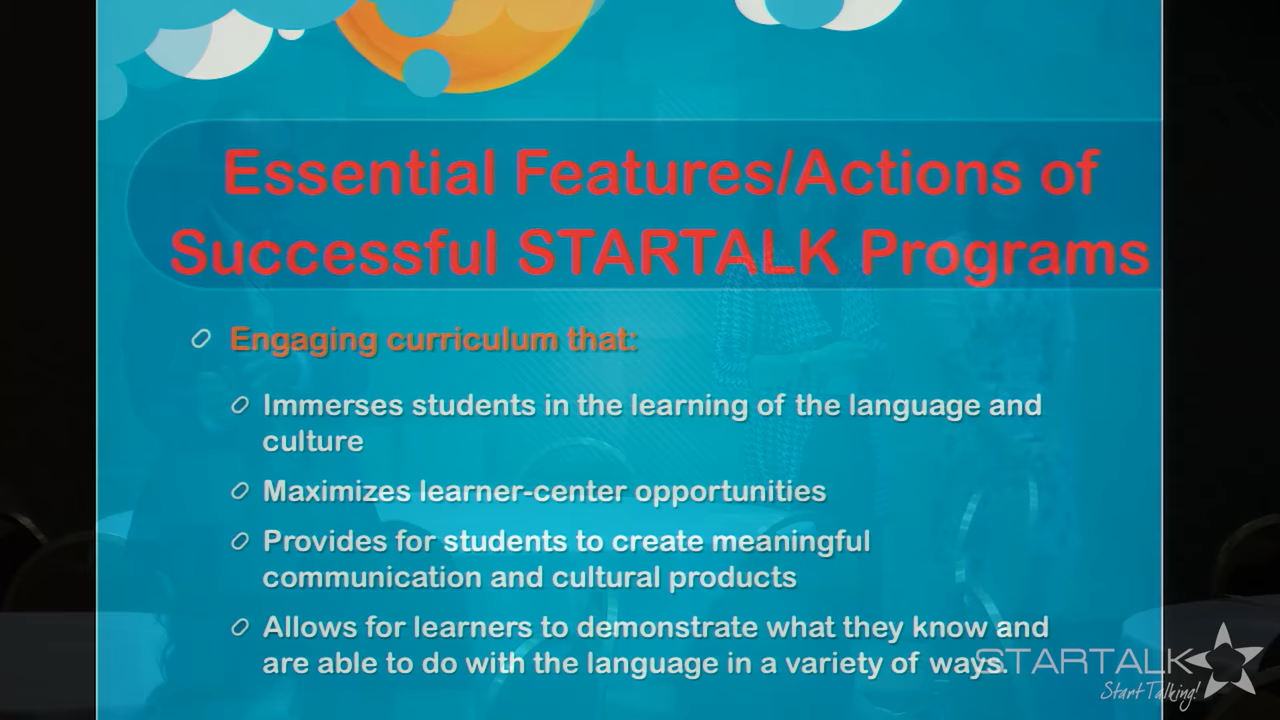 Essential Features/Actions of
Successful STARTALK Programs
Engaging curriculum that:
Immerses students in the learning of the language and
culture
Maximizes learner-center opportunities
Provides for students to create meaningful
communication and cultural products
Allows for learners to demonstrate what they know and
are able to do with the language in a variety of ways.
STARTALK
Start Talking!